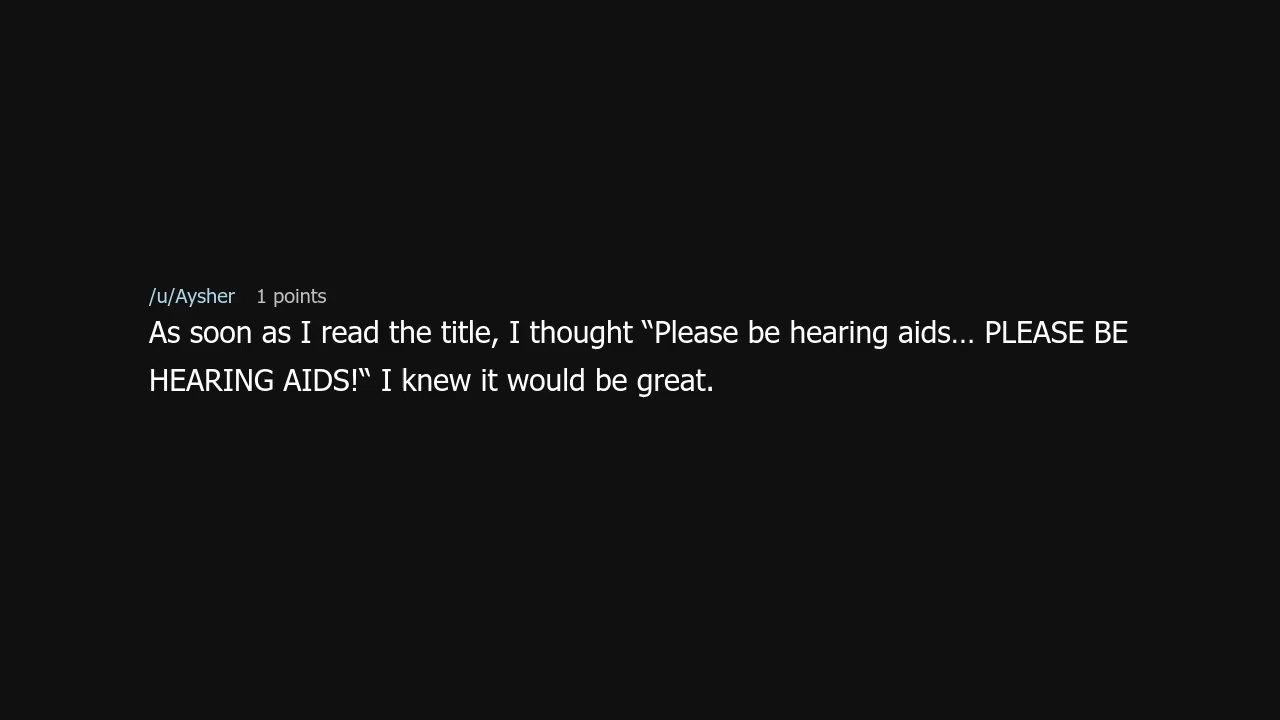 /u/Aysher 1 points
As soon as I read the title, I thought “Please be hearing aids... PLEASE BE
HEARING AIDS!“ I knew it would be great.